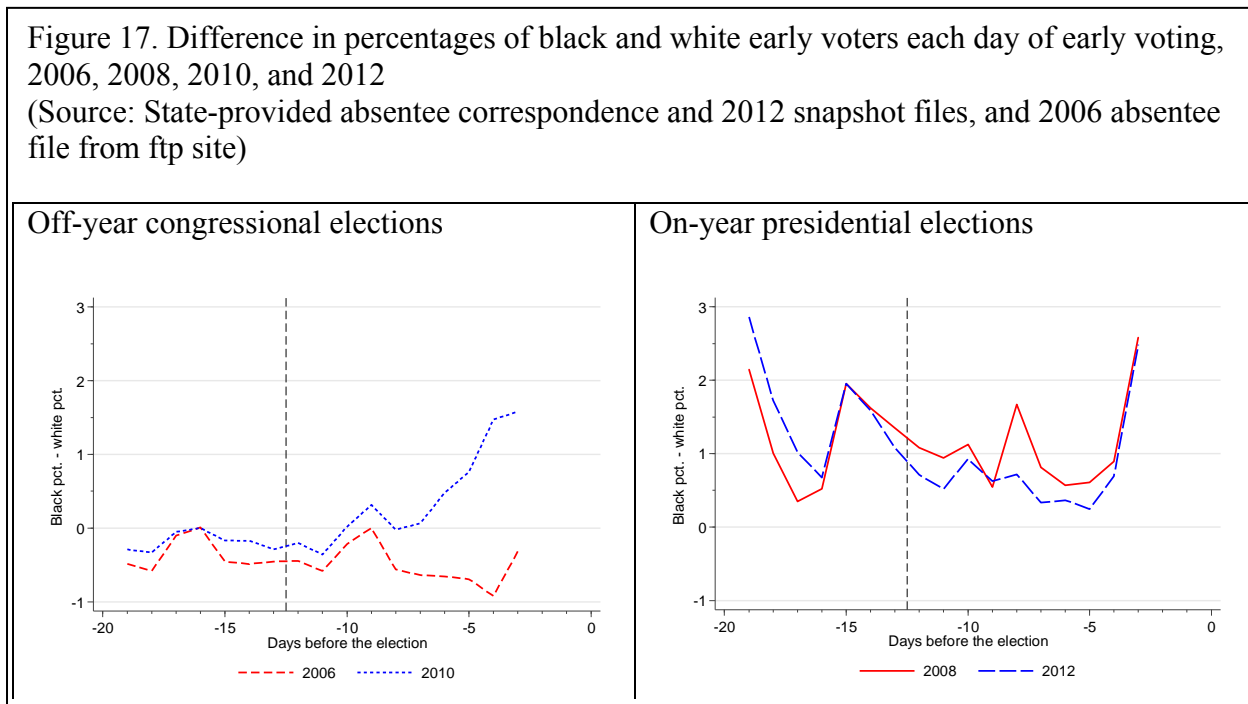 Figure 17. Difference in percentages of black and white early voters each day of early voting,
2006, 2008, 2010, and 2012
(Source: State-provided absentee correspondence and 2012 snapshot files, and 2006 absentee
file from ftp site)
Off-year congressional elections
3
2
1
0
-1
Black pct. - white pct.
-20
-15
-10
-5
0
Days before the election
2006
2010
On-year presidential elections
3
2
1
0
-1
Black pct. - white pct.
-20
-15
-10
-5
0
Days before the election
2008
2012